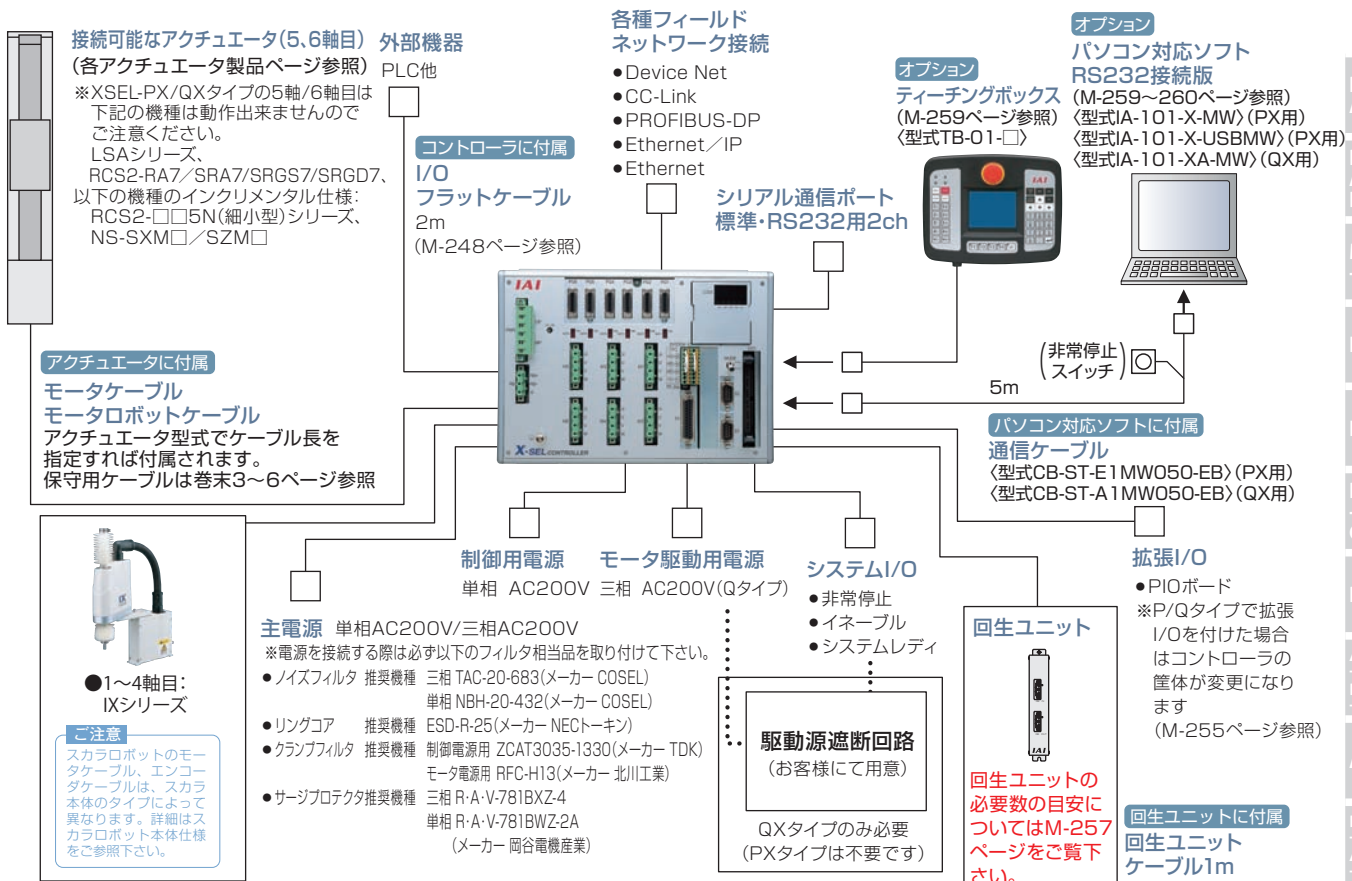 接続可能なアクチュエータ(5、6軸目)
(各アクチュエータ製品ページ参照)
※XSEL-PX/QXタイプの5軸/6軸目は
下記の機種は動作出来ませんので
ご注意ください。
LSAシリーズ、
RCS2-RA7/SRA7/SRGS7/SRGD7、
以下の機種のインクリメンタル仕様:
RCS2-□□5N(細小型)シリーズ、
NS-SXM□/SZM□
外部機器
PLC他
コントローラに付属
I/O
フラットケーブル
2m
(M-248ページ参照)
各種フィールド
ネットワーク接続
●Device Net
●CC-Link
●PROFIBUS-DP
●Ethernet/IP
●Ethernet
シリアル通信ポート
標準・RS232用2ch
オプション
ティーチングボックス
(M-259ページ参照)
〈型式TB-01-□〉
オプション
パソコン対応ソフト
RS232接続版
(M-259~260ページ参照)
〈型式IA-101-X-MW〉(PX用)
〈型式IA-101-X-USBMW〉(PX用)
〈型式IA-101-XA-MW〉(QX用)
IAI
IAI
X-SEL CONTROLLER
(非常停止
スイッチ)
5m
アクチュエータに付属
モータケーブル
モータロボットケーブル
アクチュエータ型式でケーブル長を
指定すれば付属されます。
保守用ケーブルは巻末3~6ページ参照
パソコン対応ソフトに付属
通信ケーブル
〈型式CB-ST-E1MW050-EB〉(PX用)
〈型式CB-ST-A1MW050-EB〉(QX用)
●1~4軸目:
IXシリーズ
ご注意
スカラロボットのモー
タケーブル、エンコー
ダケーブルは、スカラ
本体のタイプによって
異なります。詳細はス
カラロボット本体仕様
をご参照下さい。
制御用電源
単相 AC200V
モータ駆動用電源
三相 AC200V(Qタイプ)
システムI/O
●非常停止
●イネーブル
●システムレディ
主電源 単相AC200V/三相AC200V
※電源を接続する際は必ず以下のフィルタ相当品を取り付けて下さい。
●ノイズフィルタ 推奨機種 三相 TAC-20-683(メーカー COSEL)
単相 NBH-20-432(メーカー COSEL)
●リングコア 推奨機種 ESD-R-25(メーカー NECトーキン)
●クランプフィルタ 推奨機種 制御電源用 ZCAT3035-1330(メーカー TDK)
モータ電源用 RFC-H13(メーカー 北川工業)
●サージプロテクタ推奨機種 三相 R・A・V-781BXZ-4
単相 R・A・V-781BWZ-2A
(メーカー 岡谷電機産業)
駆動源遮断回路
(お客様にて用意)
QXタイプのみ必要
(PXタイプは不要です)
回生ユニット
IAI
回生ユニットの
必要数の目安に
ついてはM-257
ページをご覧下
さい。
拡張I/O
●PIOボード
※P/Qタイプで拡張
I/Oを付けた場合
はコントローラの
筐体が変更になり
ます
(M-255ページ参照)
回生ユニットに付属
回生ユニット
ケーブル1m